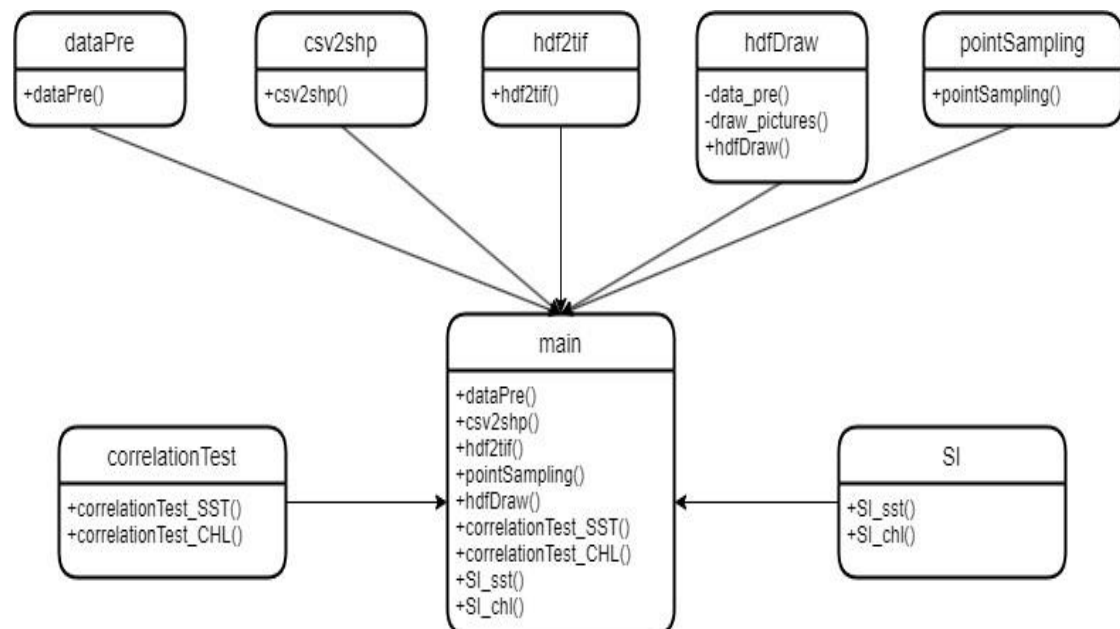 dataPre
+dataPre()
csv2shp
+csv2shp()
hdf2tif
+hdf2tif()
hdfDraw
-data_pre()
-draw_pictures()
+hdfDraw()
pointSampling
+pointSampling()
main
+dataPre()
+csv2shp()
+hdf2tif()
+pointSampling()
+hdfDraw()
+correlationTest_SST()
+correlationTest_CHL()
+SI_sst()
+SI_chl()
correlationTest
+correlationTest_SST()
+correlationTest_CHL()
SI
+SI_sst()
+SI_chl()